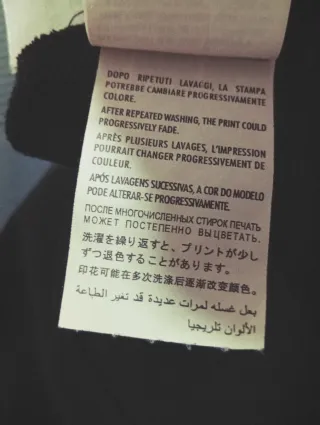 DOPO RIPETUTI LAVAGGI, LA STAMPA
POTREBBE CAMBIARE PROGRESSIVAMENTE
COLORE.
AFTER REPEATED WASHING, THE PRINT COULD
PROGRESSIVELY FADE.
APRÈS PLUSIEURS LAVAGES, L'IMPRESSION
POURRAIT CHANGER PROGRESSIVEMENT DE
COULEUR.
APÓS LAVAGENS SUCESSIVAS, A COR DO MODELO
PODE ALTERAR-SE PROGRESSIVAMENTE.
ПОСЛЕ МНОГОЧИСЛЕННЫХ СТИРОК ПЕЧАТЬ
МОЖЕТ ПОСТЕПЕННО ВЫЦВЕТАТЬ.
洗濯を繰り返すと、プリントが少し
ずつ退色することがあります。
印花可能在多次洗涤后逐渐改变颜色。
بعل غسله لمرات عديدة قد تغير الطباعة
الألوان تلريجيا